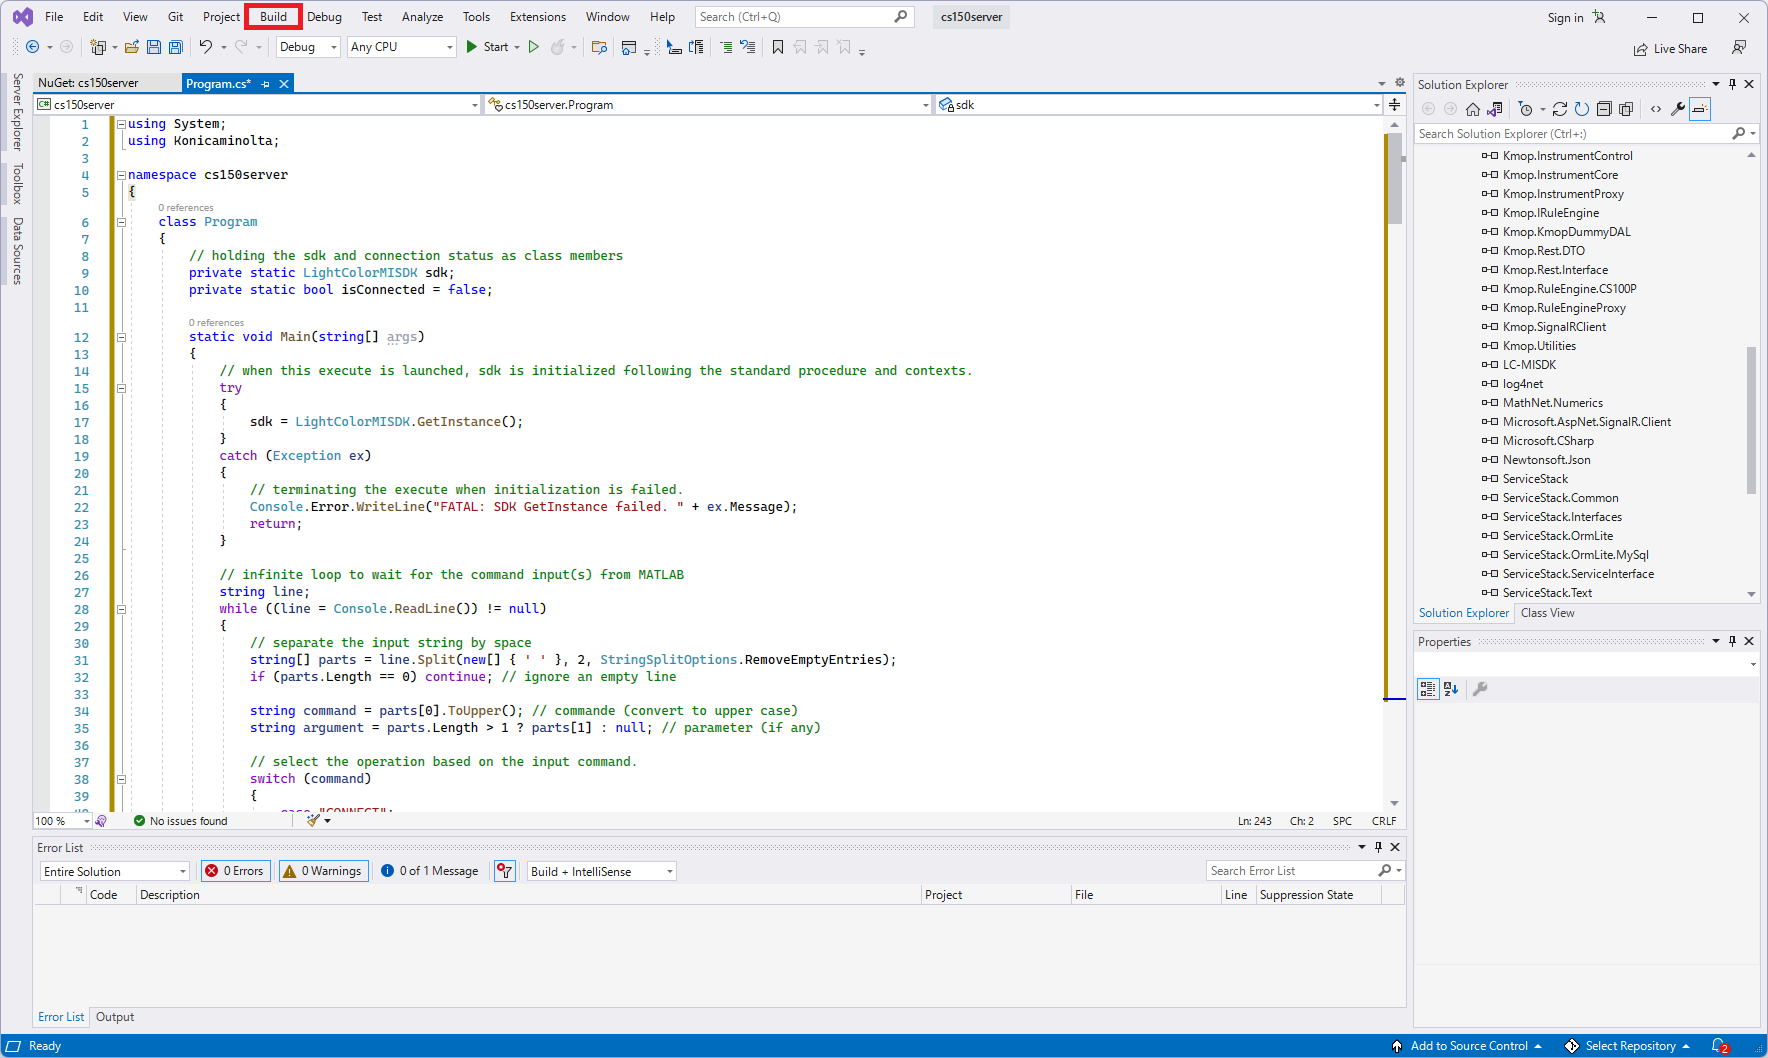 File Edit View Git Project Build Debug Test Analyze Tools Extensions Window Help Search (Ctrl+Q) cs150server Sign in
Debug Any CPU Start Live Share
Server Explorer
Toolbox
Data Sources
NuGet: cs150server Program.cs*
cs150server cs150server.Program sdk
1 using System;
2 using Konicaminolta;
3
4 namespace cs150server
5 {
0 references
6 class Program
7 {
8 // holding the sdk and connection status as class members
9 private static LightColorMISDK sdk;
10 private static bool isConnected = false;
11
0 references
12 static void Main(string[] args)
13 {
14 // when this execute is launched, sdk is initialized following the standard procedure and contexts.
15 try
16 {
17 sdk = LightColorMISDK.GetInstance();
18 }
19 catch (Exception ex)
20 {
21 // terminating the execute when initialization is failed.
22 Console.Error.WriteLine("FATAL: SDK GetInstance failed. " + ex.Message);
23 return;
24 }
25
26 // infinite loop to wait for the command input(s) from MATLAB
27 string line;
28 while ((line = Console.ReadLine()) != null)
29 {
30 // separate the input string by space
31 string[] parts = line.Split(new[] { ' ' }, 2, StringSplitOptions.RemoveEmptyEntries);
32 if (parts.Length == 0) continue; // ignore an empty line
33
34 string command = parts[0].ToUpper(); // commande (convert to upper case)
35 string argument = parts.Length > 1 ? parts[1] : null; // parameter (if any)
36
37 // select the operation based on the input command.
38 switch (command)
39 {
100 % No issues found Ln: 243 Ch: 2 SPC CRLF
Error List
Entire Solution 0 Errors 0 Warnings 0 of 1 Message Build + IntelliSense Search Error List
Code Description Project File Line Suppression State
Error List Output
Solution Explorer
Search Solution Explorer (Ctrl+;)
Kmop.InstrumentControl
Kmop.InstrumentCore
Kmop.InstrumentProxy
Kmop.IRuleEngine
Kmop.KmopDummyDAL
Kmop.Rest.DTO
Kmop.Rest.Interface
Kmop.RuleEngine.CS100P
Kmop.RuleEngineProxy
Kmop.SignalRClient
Kmop.Utilities
LC-MISDK
log4net
MathNet.Numerics
Microsoft.AspNet.SignalR.Client
Microsoft.CSharp
Newtonsoft.Json
ServiceStack
ServiceStack.Common
ServiceStack.Interfaces
ServiceStack.OrmLite
ServiceStack.OrmLite.MySql
ServiceStack.ServiceInterface
ServiceStack.Text
Solution Explorer Class View
Properties
Ready Add to Source Control Select Repository 2